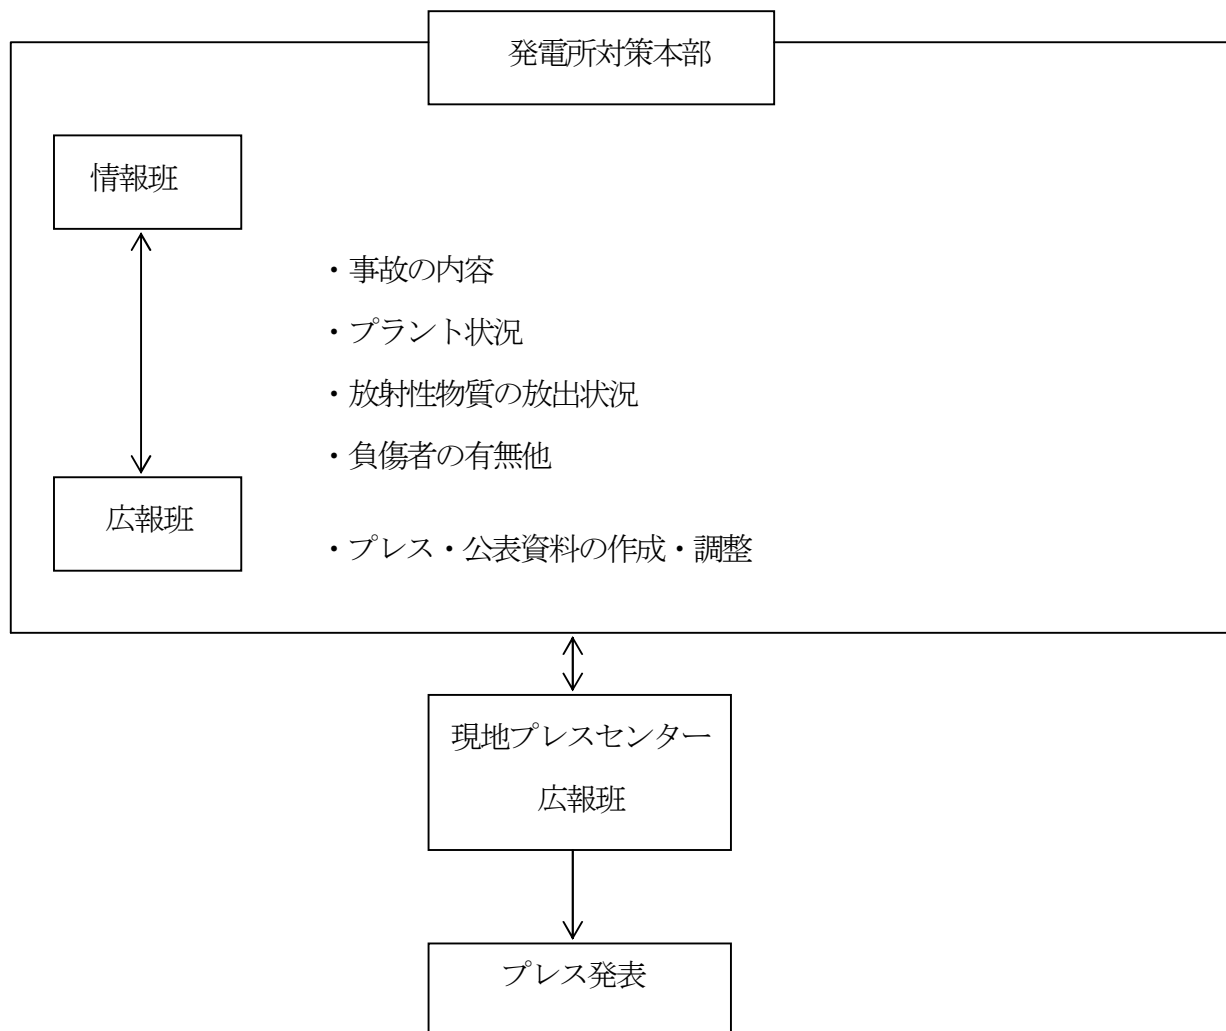 発電所対策本部
情報班
・事故の内容
・プラント状況
・放射性物質の放出状況
・負傷者の有無他
広報班
・プレス・公表資料の作成・調整
現地プレスセンター
広報班
プレス発表